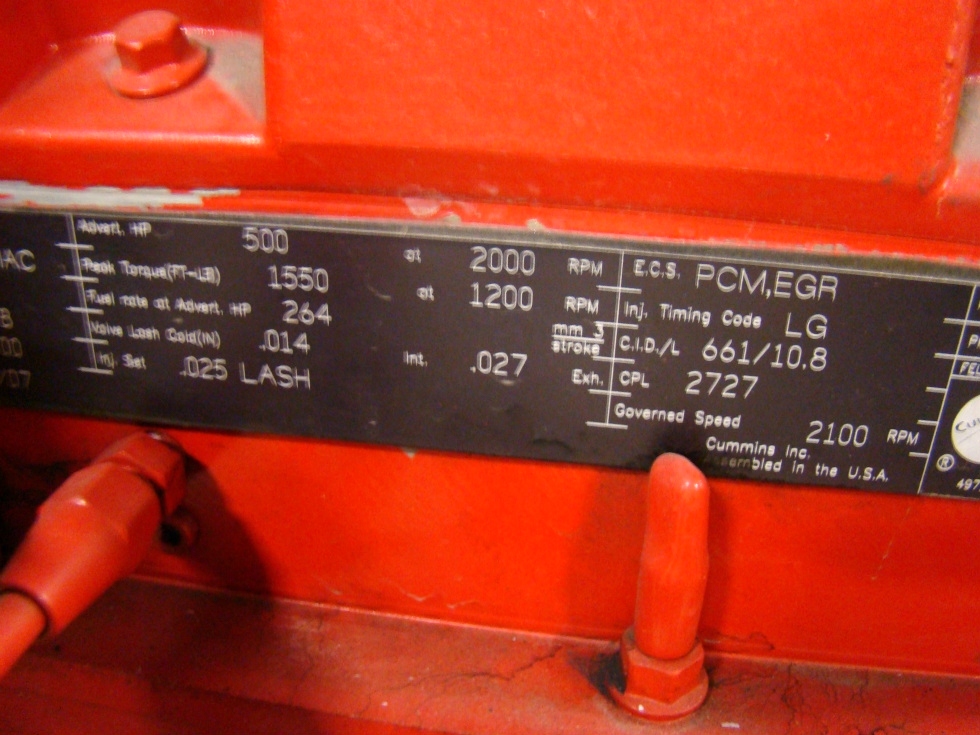 Advert. HP 500 at 2000 RPM
Peak Torque(FT-LB) 1550 at 1200 RPM
Fuel rate at Advert. HP 264 mm 3 stroke
Valve Lash Cold(IN) .014 Int. .027 Exh.
Inj. Set .025 LASH
E.C.S. PCM,EGR
Inj. Timing Code LG
C.I.D./L 661/10.8
CPL 2727
Governed Speed 2100 RPM
Cummins Inc.
Assembled in the U.S.A.
®